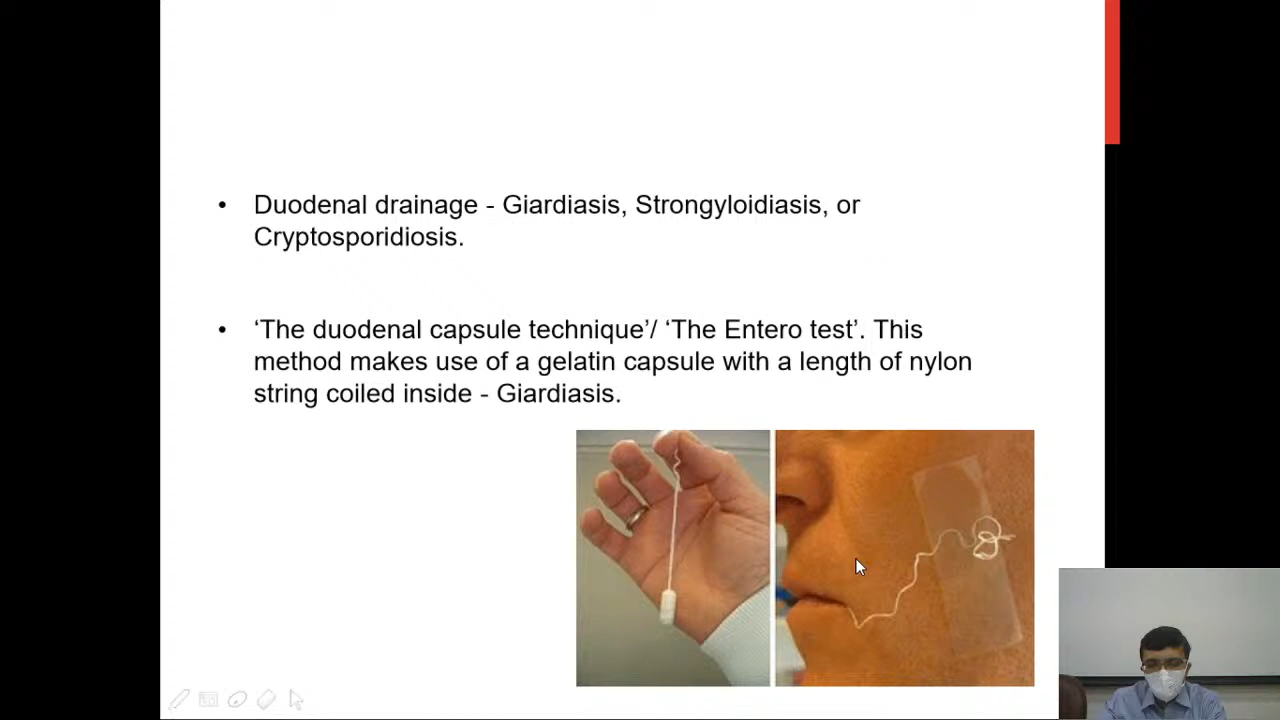 • Duodenal drainage - Giardiasis, Strongyloidiasis, or
Cryptosporidiosis.
• ‘The duodenal capsule technique’/ ‘The Entero test’. This
method makes use of a gelatin capsule with a length of nylon
string coiled inside - Giardiasis.